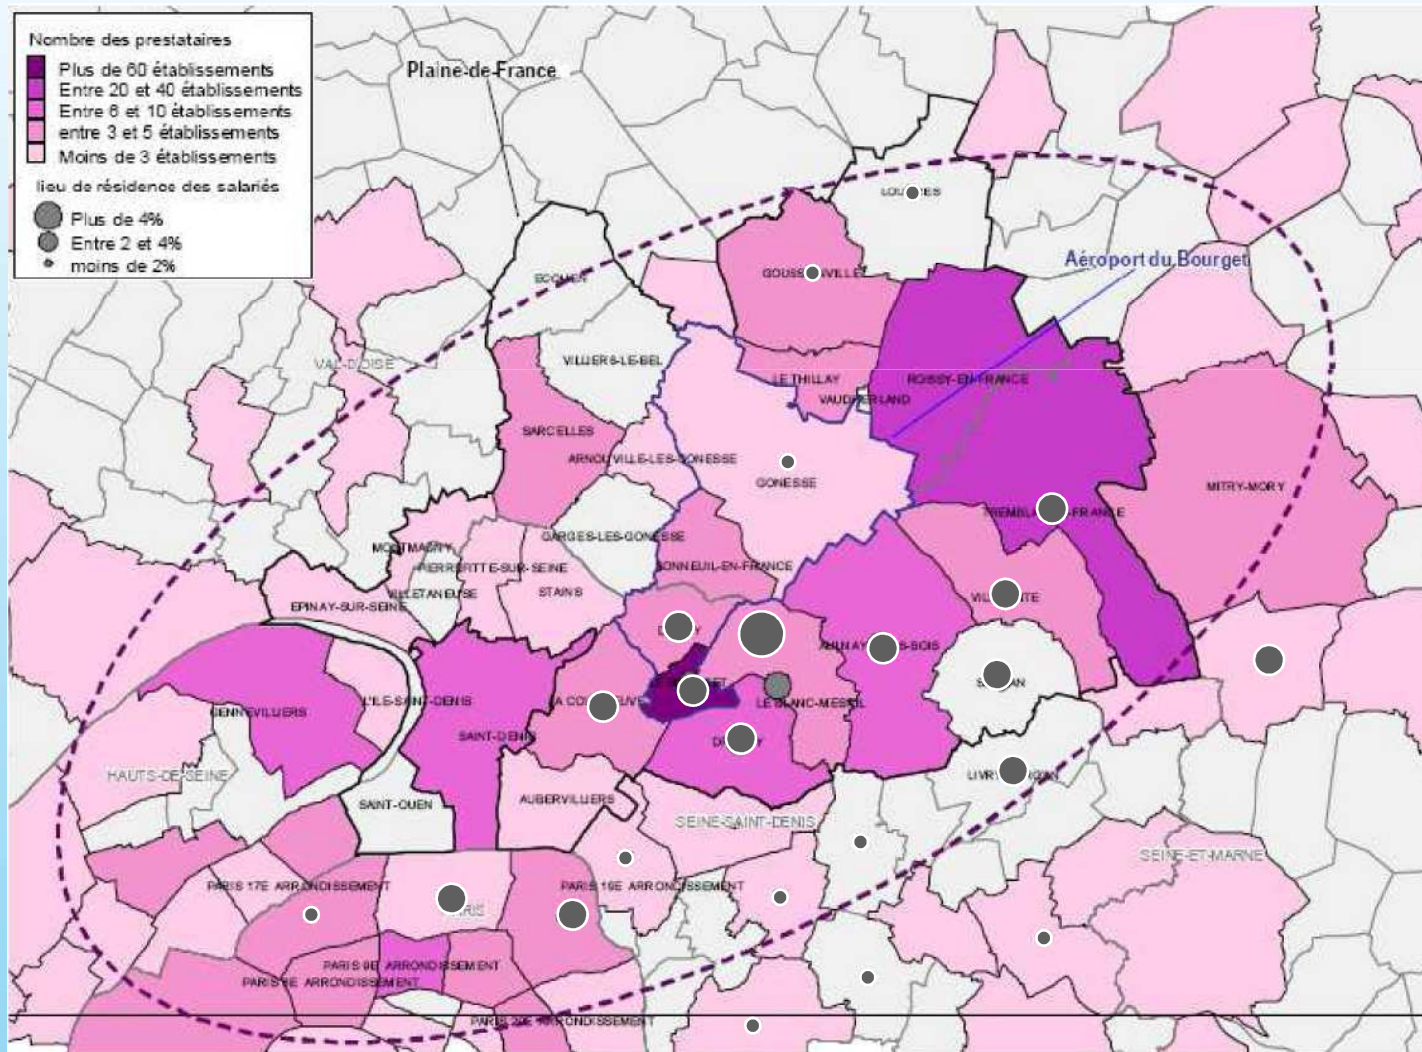 Nombre des prestataires
Plus de 60 établissements
Entre 20 et 40 établissements
Entre 6 et 10 établissements
entre 3 et 5 établissements
Moins de 3 établissements
lieu de résidence des salariés
Plus de 4%
Entre 2 et 4%
moins de 2%
Plaine-de-France
Aéroport du Bourget
ECOUEN
VAL-D'OISE
VILLIERS-LE-BEL
LE THILLAY
ROISSY-EN-FRANCE
SARCELLES
ARNOUVILLE-LES-GONESSE
GONESSE
MITRY-MORY
GARGES-LES-GONESSE
MONTMAGNY
PIERREFITTE-SUR-SEINE
BONNEUIL-EN-FRANCE
VILLETANEUSE
STAINS
EPINAY-SUR-SEINE
L'ILE-SAINT-DENIS
LE BLANC-MESNIL
GENNEVILLIERS
SAINT-DENIS
HAUTS-DE-SEINE
SAINT-OUEN
AUBERVILLIERS
SEINE-SAINT-DENIS
SEINE-ET-MARNE
PARIS 17E ARRONDISSEMENT
PARIS 19E ARRONDISSEMENT
PARIS 9E ARRONDISSEMENT
PARIS 8E ARRONDISSEMENT
PARIS 20E ARRONDISSEMENT